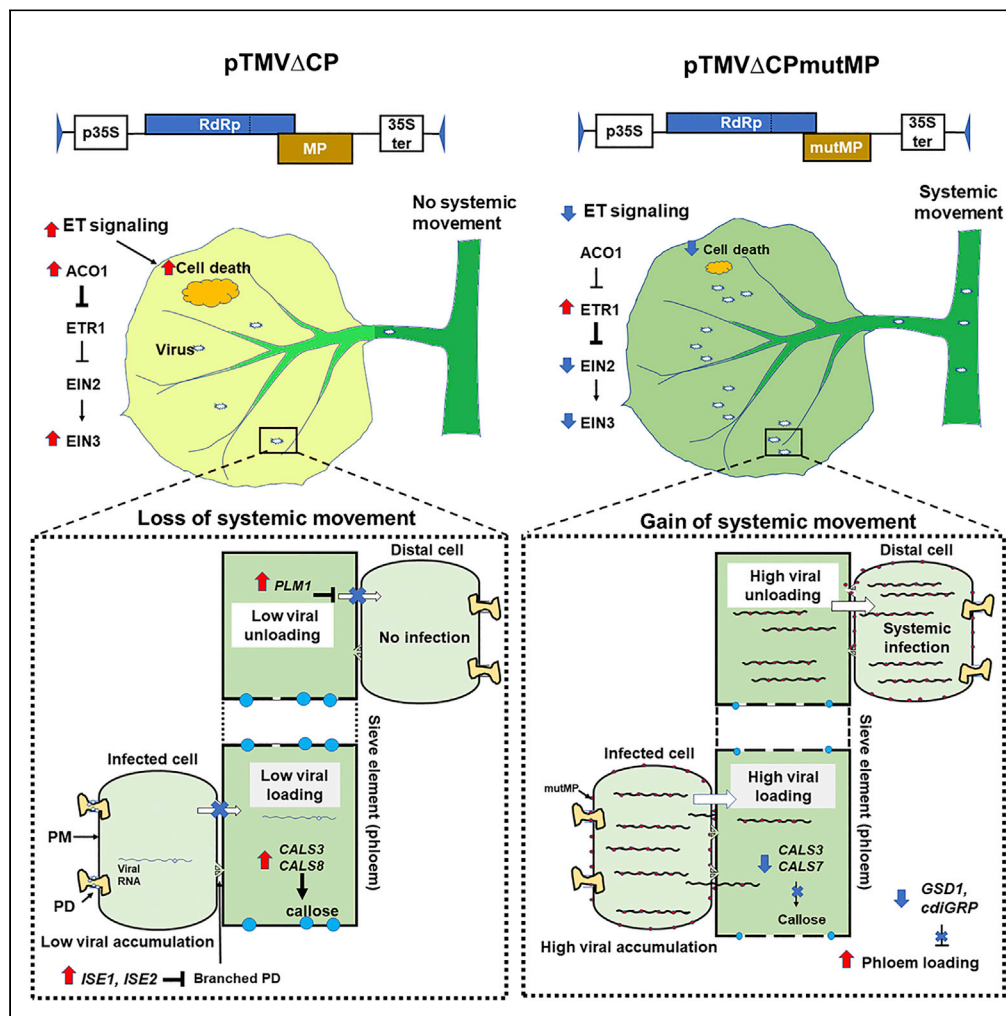 pTMVΔCP
p35S
RdRp
MP
35S
ter
ET signaling
Cell death
ACO1
ETR1
EIN2
EIN3
Virus
No systemic
movement
Loss of systemic movement
PLM1
Low viral
unloading
Distal cell
No infection
Sieve element (phloem)
Infected cell
Low viral
loading
PM
Viral
RNA
CALS3
CALS8
PD
callose
Low viral accumulation
ISE1, ISE2
Branched PD
pTMVΔCPmutMP
p35S
RdRp
mutMP
35S
ter
ET signaling
Cell death
ACO1
ETR1
EIN2
EIN3
Systemic
movement
Gain of systemic movement
High viral
unloading
Distal cell
Systemic
infection
Sieve element (phloem)
Infected cell
mutMP
High viral
loading
CALS3
CALS7
Callose
GSD1,
cdiGRP
High viral accumulation
Phloem loading